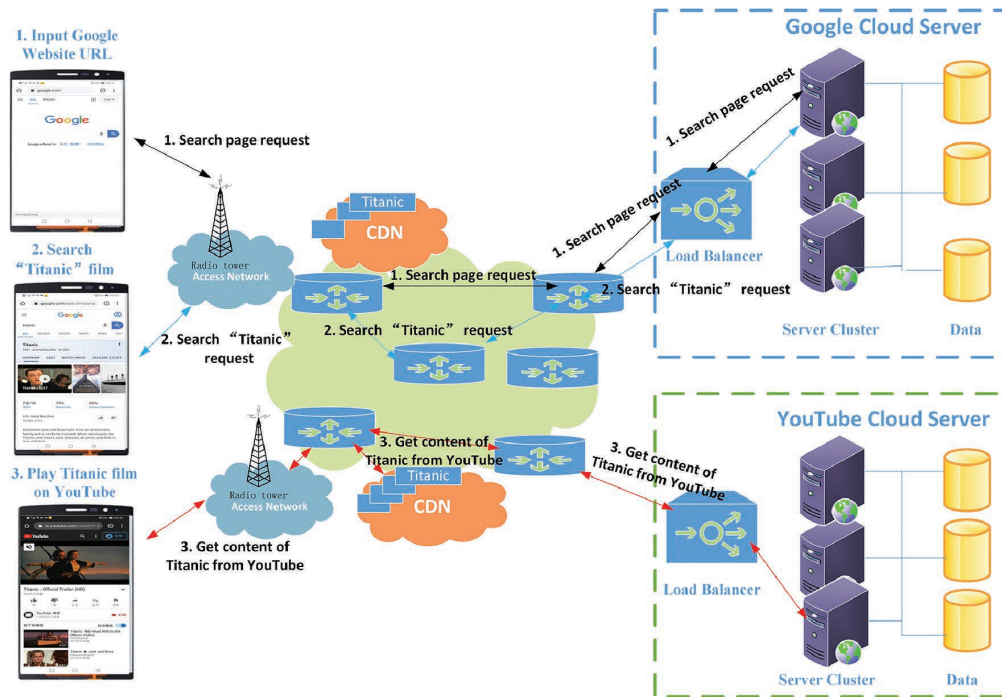 1. Input Google
Website URL
Google
1. Search page request
2. Search
“Titanic” film
Google
Titanic
2. Search “Titanic”
request
3. Play Titanic film
on YouTube
YouTube
Titanic - Official Trailer (HD)
3. Get content of
Titanic from YouTube
Radio tower
Access Network
Titanic
CDN
1. Search page request
2. Search “Titanic” request
Radio tower
Access Network
3. Get content of
Titanic from YouTube
Titanic
CDN
Google Cloud Server
1. Search page request
1. Search page request
Load Balancer
2. Search “Titanic” request
Server Cluster
Data
YouTube Cloud Server
3. Get content of
Titanic from YouTube
Load Balancer
Server Cluster
Data